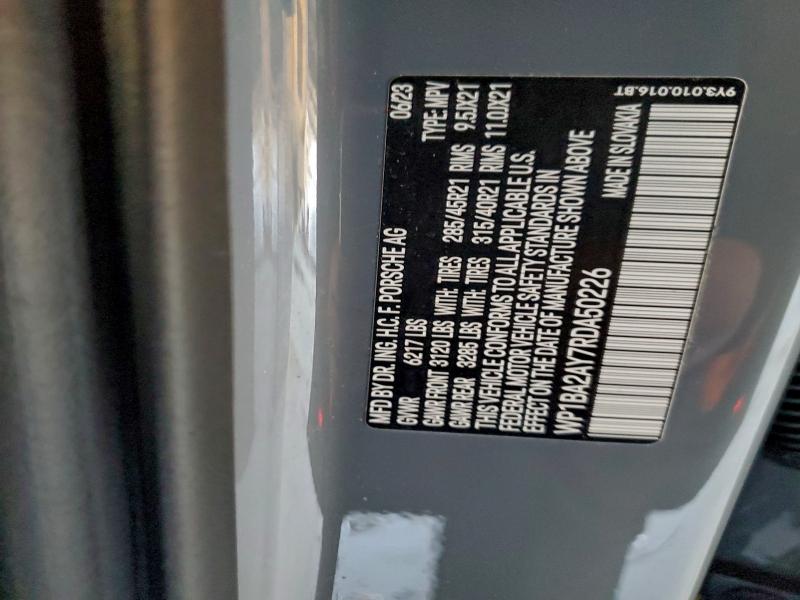 MFD BY DR. ING. H.C. F. PORSCHE AG 06/23
GVWR 6217 LBS TYPE: MPV
GAWR FRONT 3120 LBS WITH: TIRES 285/45R21 RIMS 9.5JX21
GAWR REAR 3285 LBS WITH: TIRES 315/40R21 RIMS 11.0JX21
THIS VEHICLE CONFORMS TO ALL APPLICABLE U.S.
FEDERAL MOTOR VEHICLE SAFETY STANDARDS IN
EFFECT ON THE DATE OF MANUFACTURE SHOWN ABOVE
WP1BA2AY7RDA50226 MADE IN SLOVAKIA
9Y3.010.016.BT